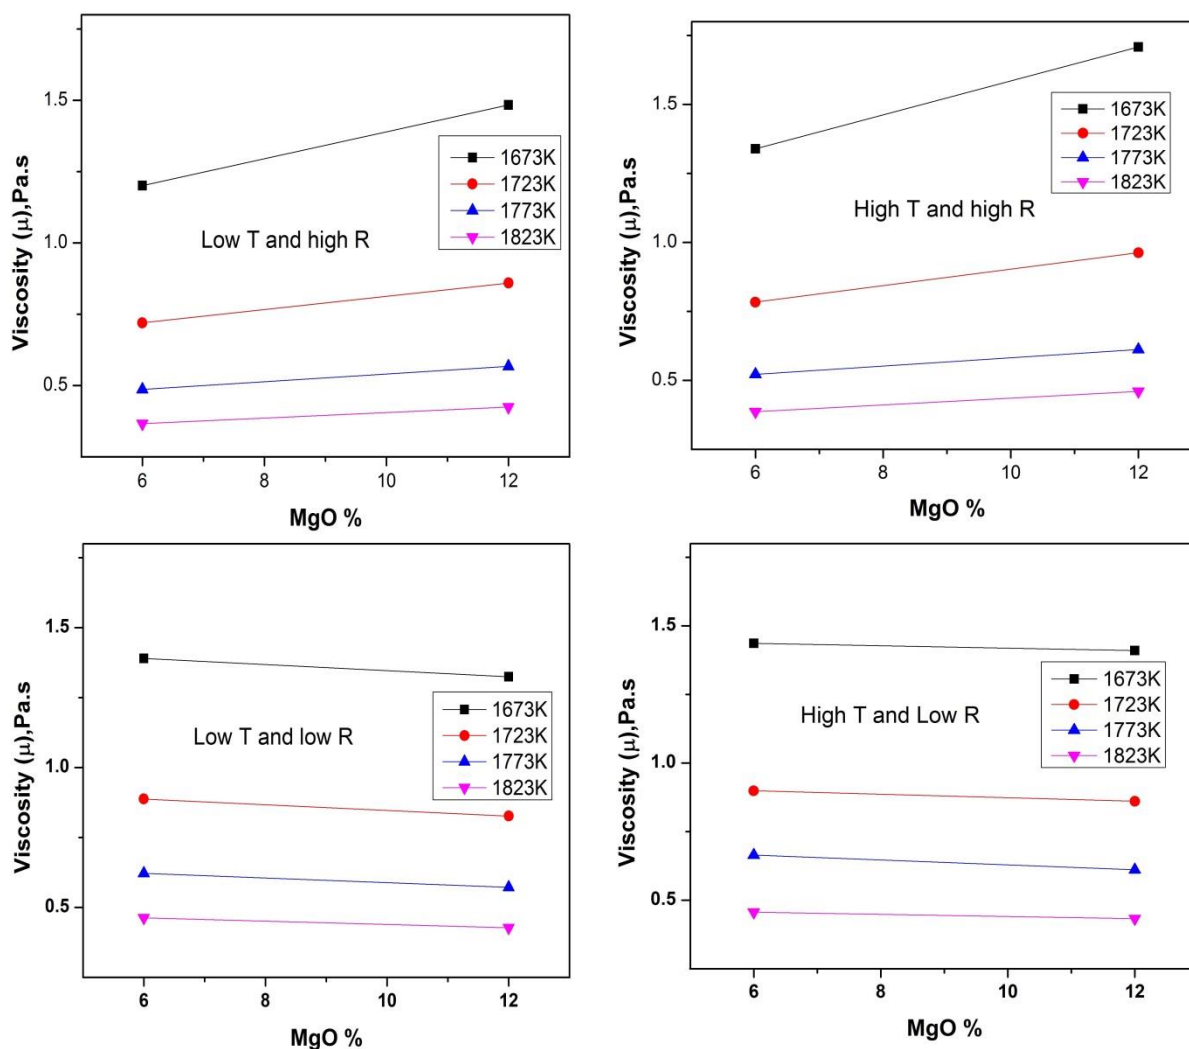 Viscosity (μ),Pa.s
1.5
1.0
0.5
1673K
1723K
1773K
1823K
Low T and high R
6
8
10
12
MgO %
Viscosity (μ),Pa.s
1.5
1.0
0.5
1673K
1723K
1773K
1823K
High T and high R
6
8
10
12
MgO %
Viscosity (μ),Pa.s
1.5
1.0
0.5
1673K
1723K
1773K
1823K
Low T and low R
6
8
10
12
MgO %
Viscosity (μ),Pa.s
1.5
1.0
0.5
1673K
1723K
1773K
1823K
High T and Low R
6
8
10
12
MgO %